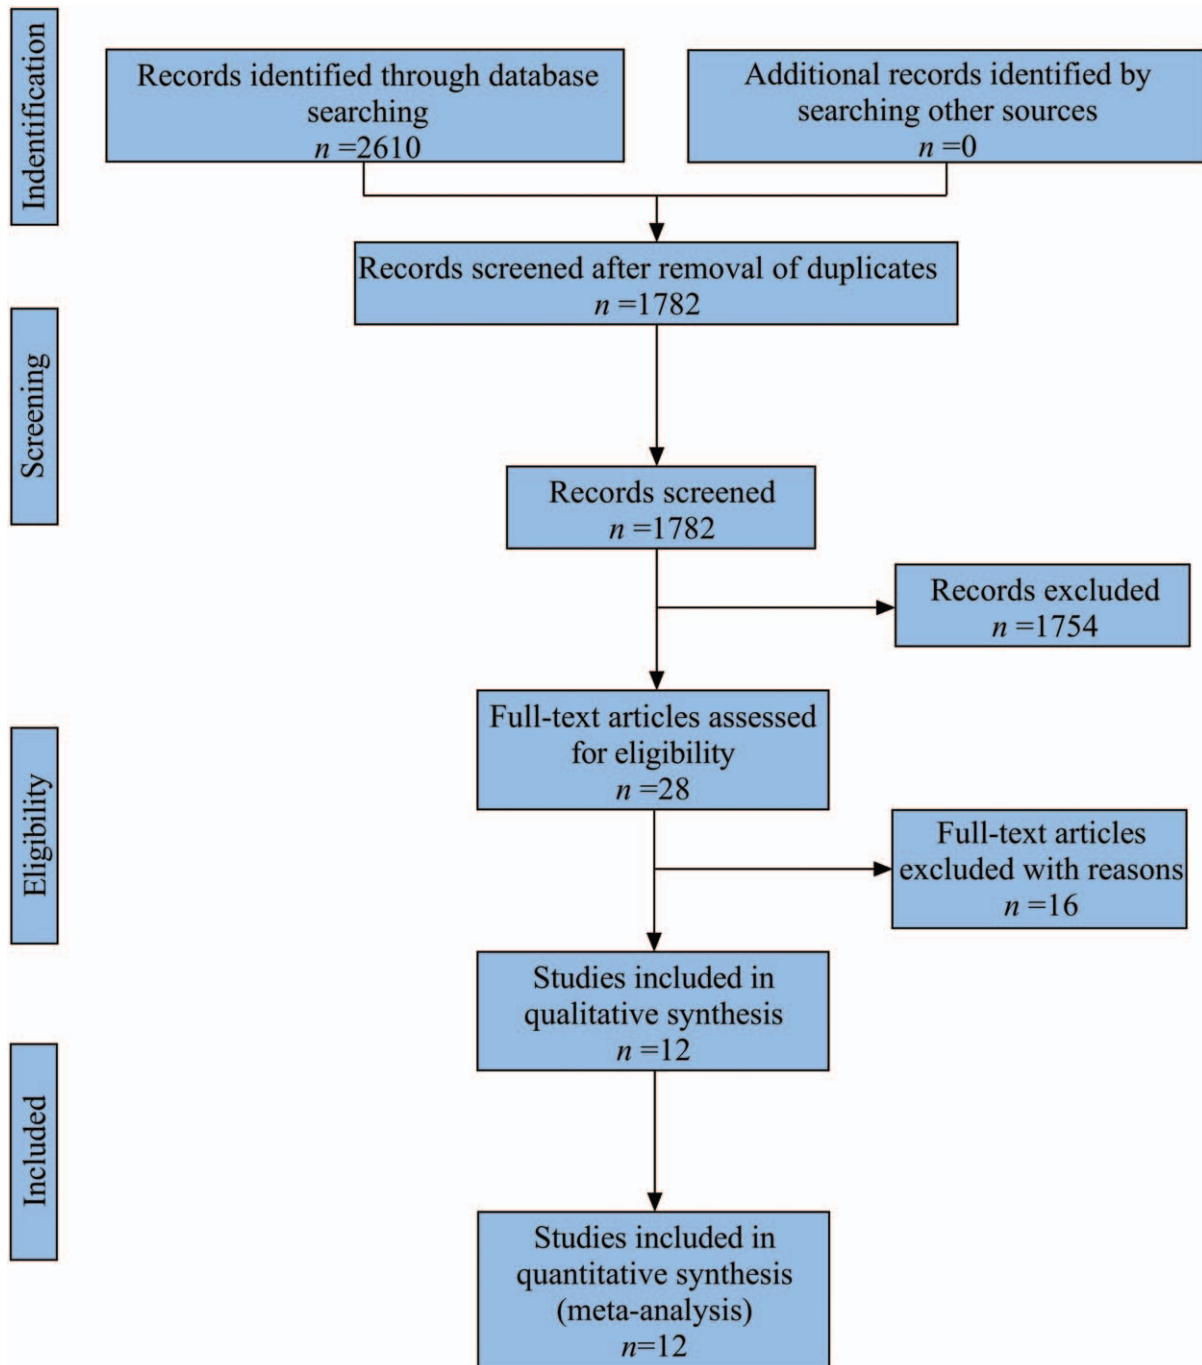 Indentification
Records identified through database
searching
n =2610
Additional records identified by
searching other sources
n =0
Records screened after removal of duplicates
n =1782
Screening
Records screened
n =1782
Records excluded
n =1754
Full-text articles assessed
for eligibility
n =28
Eligibility
Full-text articles
excluded with reasons
n =16
Studies included in
qualitative synthesis
n =12
Included
Studies included in
quantitative synthesis
(meta-analysis)
n=12